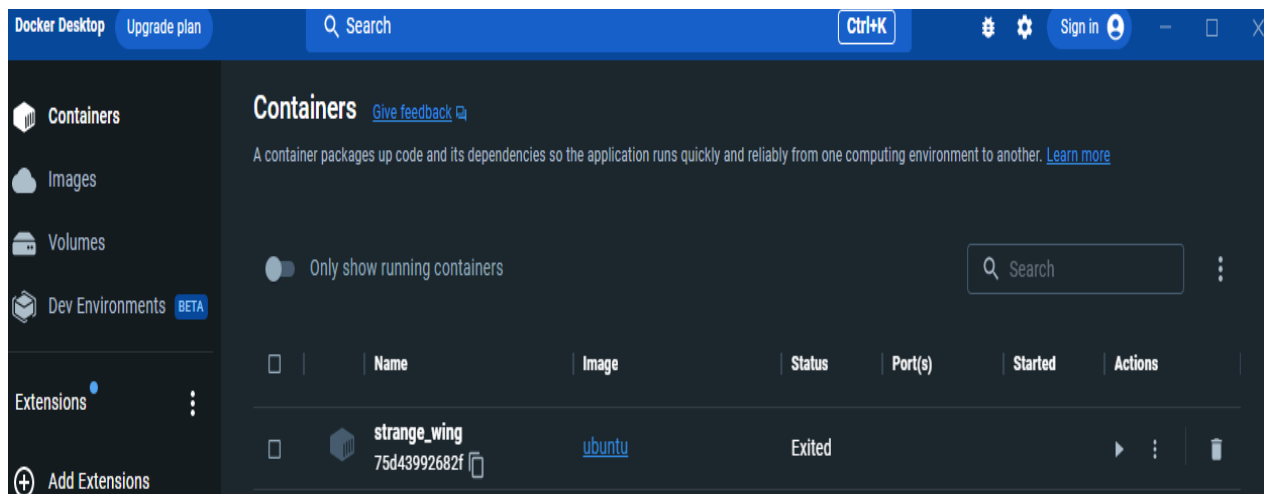 Docker Desktop Upgrade plan Search Ctrl+K Sign in
Containers
Images
Volumes
Dev Environments BETA
Extensions
Add Extensions
Containers Give feedback
A container packages up code and its dependencies so the application runs quickly and reliably from one computing environment to another. Learn more
Only show running containers Search
Name Image Status Port(s) Started Actions
strange_wing ubuntu Exited
75d43992682f